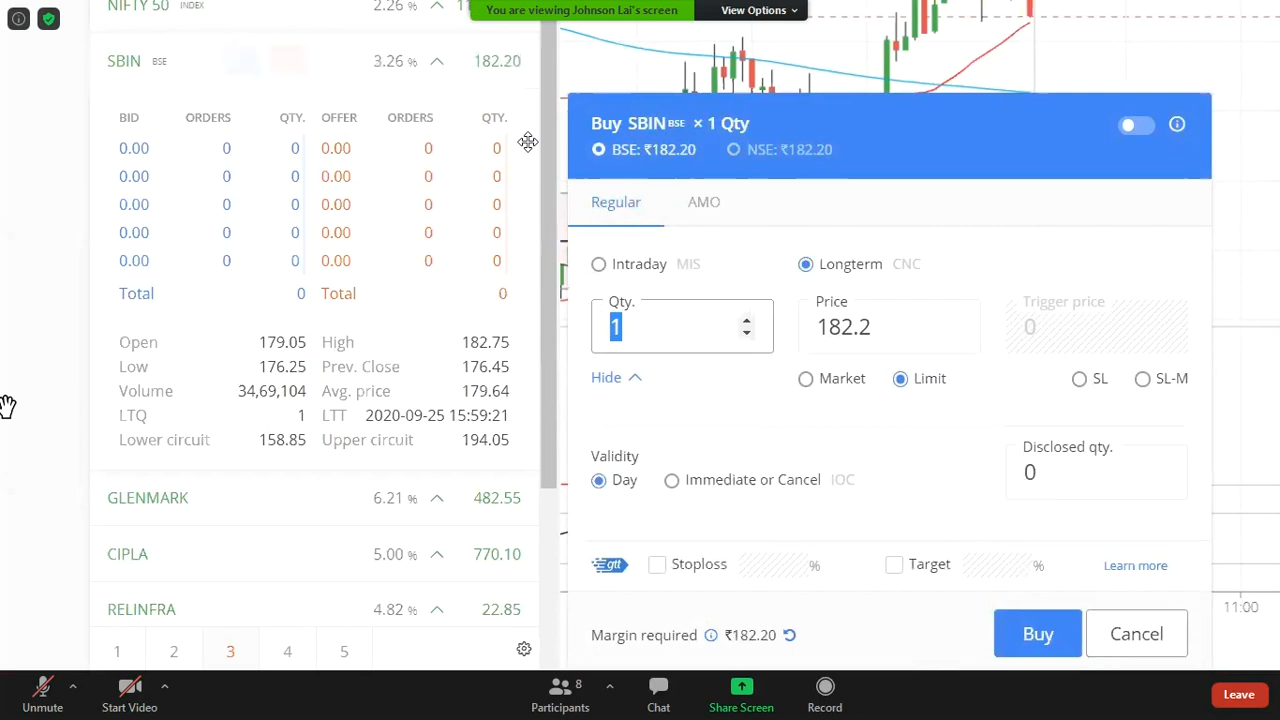 You are viewing Johnson Lai's screen View Options
NIFTY 50 INDEX 2.26 %
SBIN BSE 3.26 % 182.20
BID ORDERS QTY. OFFER ORDERS QTY.
0.00 0 0 0.00 0 0
0.00 0 0 0.00 0 0
0.00 0 0 0.00 0 0
0.00 0 0 0.00 0 0
0.00 0 0 0.00 0 0
Total 0 Total 0
Open 179.05 High 182.75
Low 176.25 Prev. Close 176.45
Volume 34,69,104 Avg. price 179.64
LTQ 1 LTT 2020-09-25 15:59:21
Lower circuit 158.85 Upper circuit 194.05
GLENMARK 6.21 % 482.55
CIPLA 5.00 % 770.10
RELINFRA 4.82 % 22.85
1 2 3 4 5
Buy SBIN BSE × 1 Qty
BSE: ₹182.20 NSE: ₹182.20
Regular AMO
Intraday MIS Longterm CNC
Qty. Price Trigger price
1 182.2 0
Hide Market Limit SL SL-M
Validity Disclosed qty.
Day Immediate or Cancel IOC 0
gtt Stoploss % Target % Learn more
Margin required ₹182.20 Buy Cancel
11:00
8
Unmute Start Video Participants Chat Share Screen Record Leave